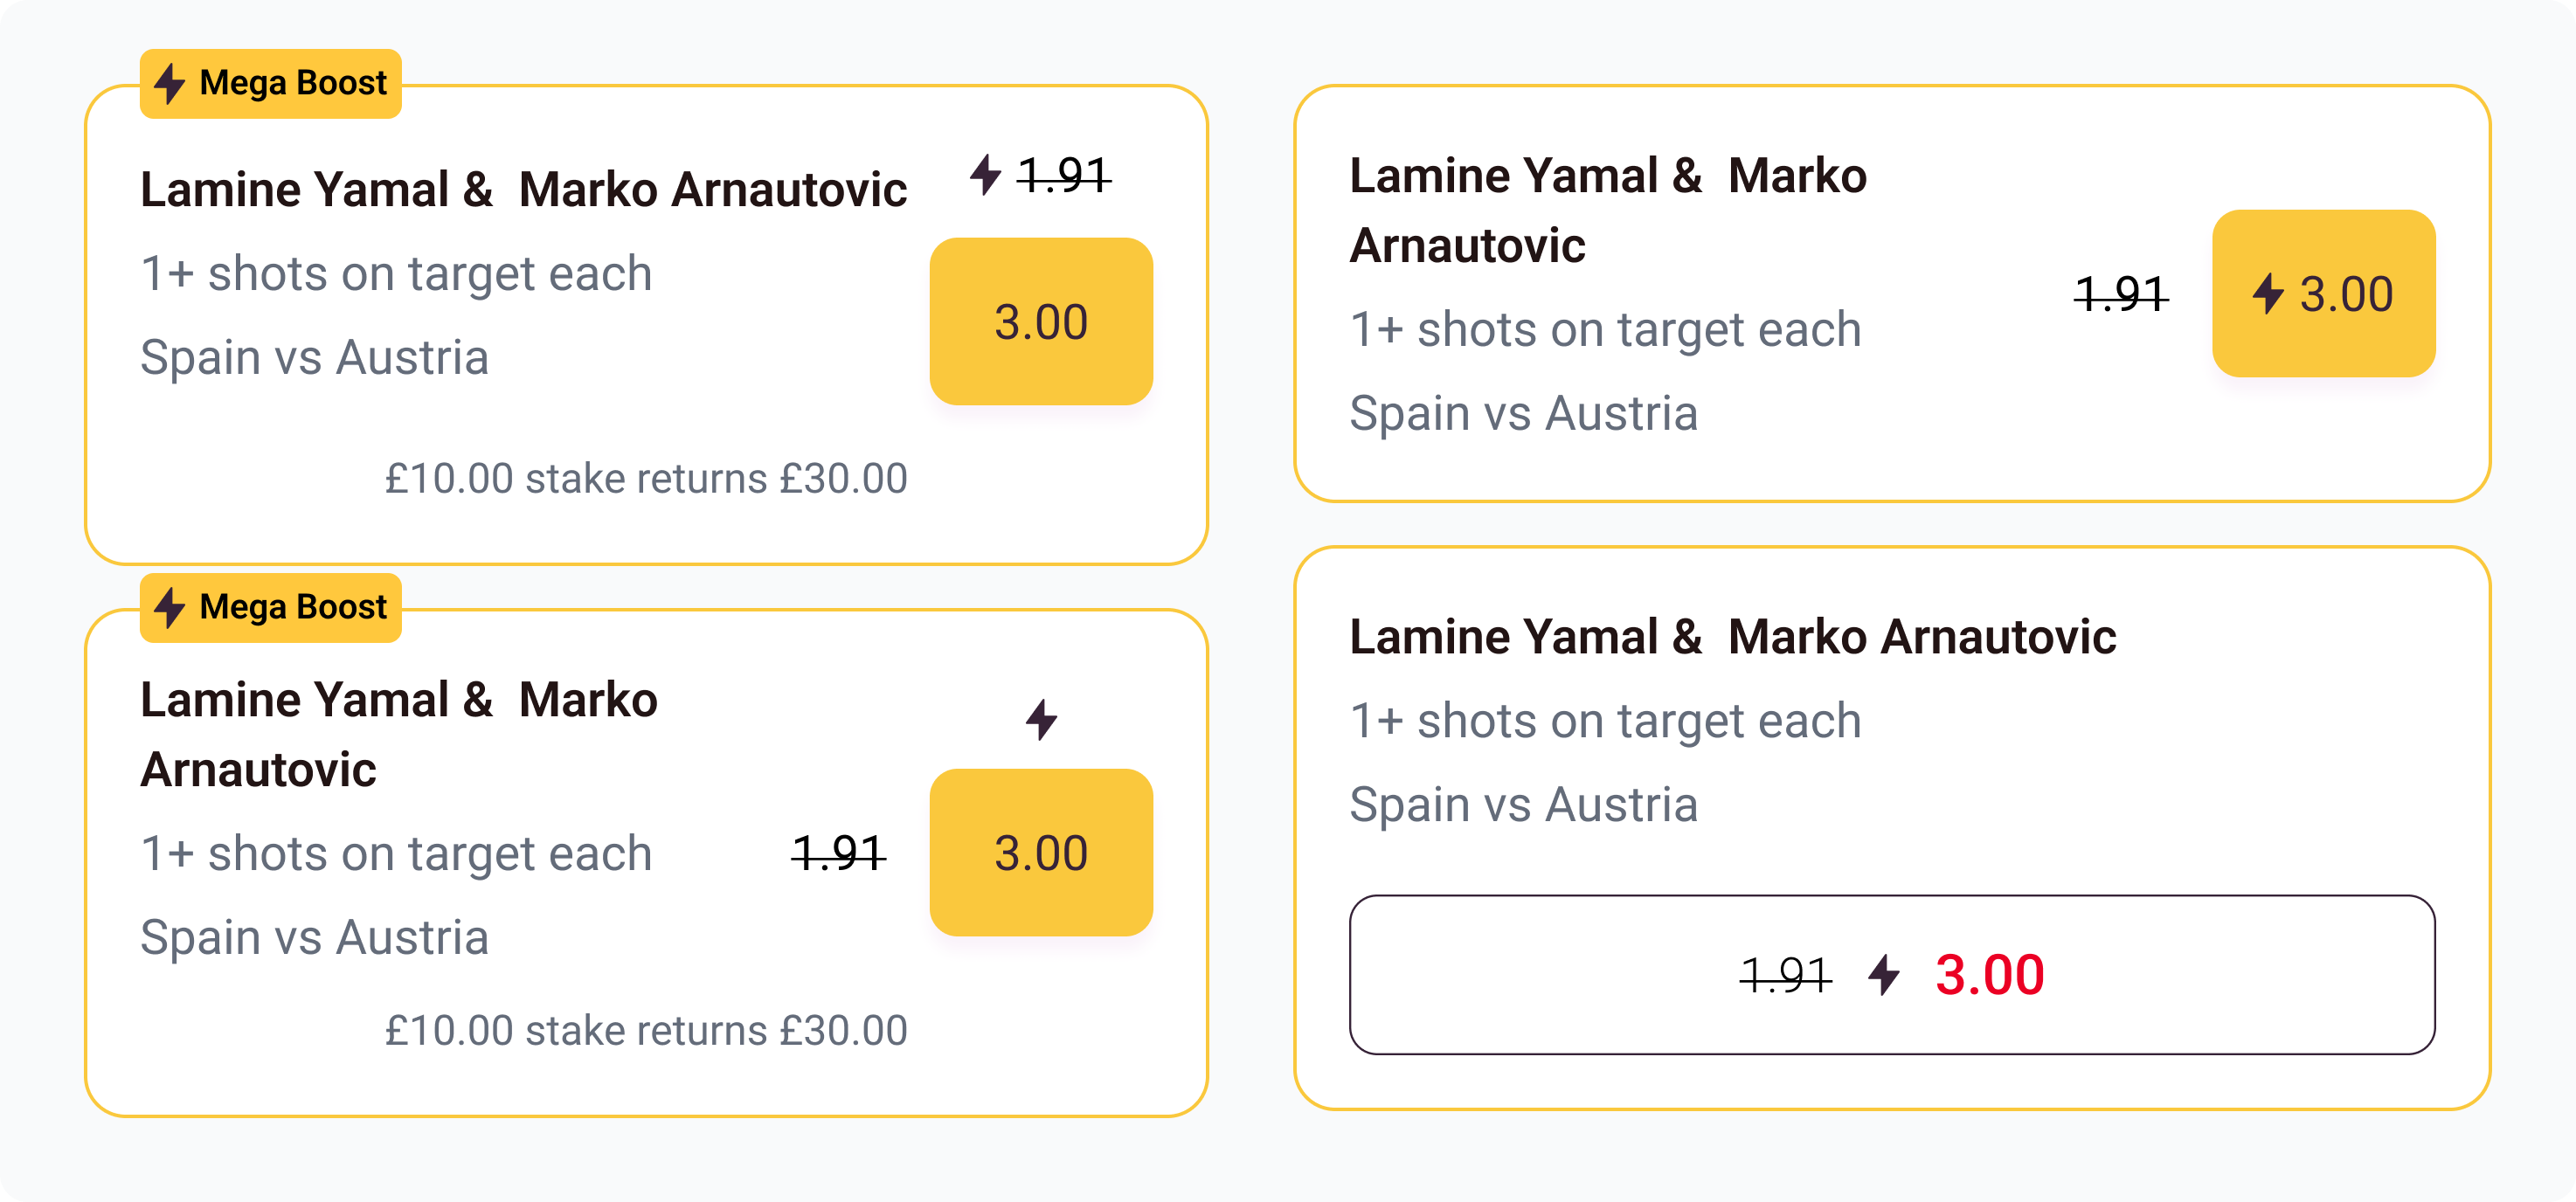 Mega Boost
Lamine Yamal &  Marko Arnautovic
1+ shots on target each
Spain vs Austria
1.91
3.00
£10.00 stake returns £30.00
Mega Boost
Lamine Yamal &  Marko
Arnautovic
1+ shots on target each
Spain vs Austria
1.91
3.00
£10.00 stake returns £30.00
Lamine Yamal &  Marko
Arnautovic
1+ shots on target each
Spain vs Austria
1.91
3.00
Lamine Yamal &  Marko Arnautovic
1+ shots on target each
Spain vs Austria
1.91 3.00